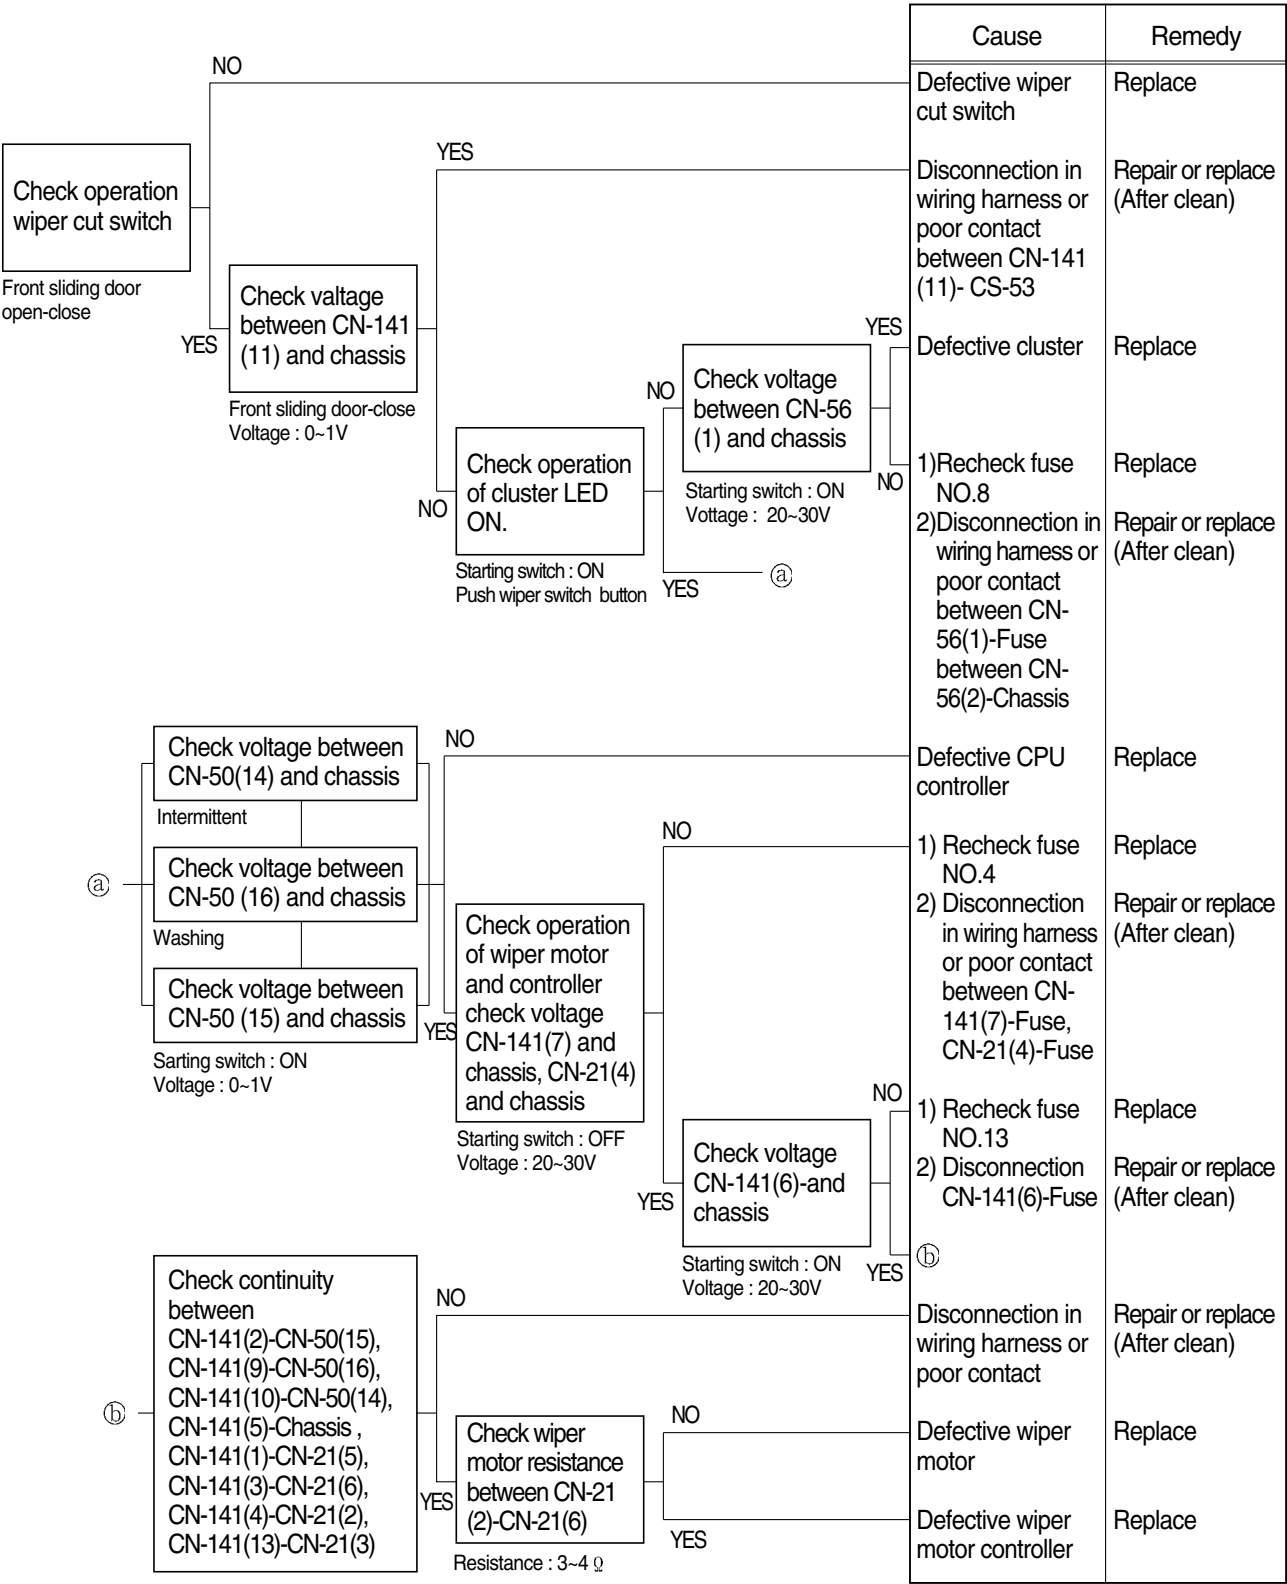 Cause
Remedy
NO
Defective wiper
cut switch
Replace
Check operation
wiper cut switch
Front sliding door
open-close
YES
Disconnection in
wiring harness or
poor contact
between CN-141
(11)- CS-53
Repair or replace
(After clean)
YES
Check valtage
between CN-141
(11) and chassis
Front sliding door-close
Voltage : 0~1V
NO
Check operation
of cluster LED
ON.
Starting switch : ON
Push wiper switch button
NO
Check voltage
between CN-56
(1) and chassis
Starting switch : ON
Vottage : 20~30V
YES
Defective cluster
Replace
NO
1)Recheck fuse
NO.8
Replace
2)Disconnection in
wiring harness or
poor contact
between CN-
56(1)-Fuse
between CN-
56(2)-Chassis
Repair or replace
(After clean)
YES
ⓐ
ⓐ
Check voltage between
CN-50(14) and chassis
Intermittent
Check voltage between
CN-50 (16) and chassis
Washing
Check voltage between
CN-50 (15) and chassis
Sarting switch : ON
Voltage : 0~1V
NO
Defective CPU
controller
Replace
YES
Check operation
of wiper motor
and controller
check voltage
CN-141(7) and
chassis, CN-21(4)
and chassis
Starting switch : OFF
Voltage : 20~30V
NO
1) Recheck fuse
NO.4
Replace
2) Disconnection
in wiring harness
or poor contact
between CN-
141(7)-Fuse,
CN-21(4)-Fuse
Repair or replace
(After clean)
YES
Check voltage
CN-141(6)-and
chassis
Starting switch : ON
Voltage : 20~30V
NO
1) Recheck fuse
NO.13
Replace
2) Disconnection
CN-141(6)-Fuse
Repair or replace
(After clean)
YES
ⓑ
ⓑ
Check continuity
between
CN-141(2)-CN-50(15),
CN-141(9)-CN-50(16),
CN-141(10)-CN-50(14),
CN-141(5)-Chassis ,
CN-141(1)-CN-21(5),
CN-141(3)-CN-21(6),
CN-141(4)-CN-21(2),
CN-141(13)-CN-21(3)
NO
Disconnection in
wiring harness or
poor contact
Repair or replace
(After clean)
YES
Check wiper
motor resistance
between CN-21
(2)-CN-21(6)
Resistance : 3~4 Ω
NO
Defective wiper
motor
Replace
YES
Defective wiper
motor controller
Replace